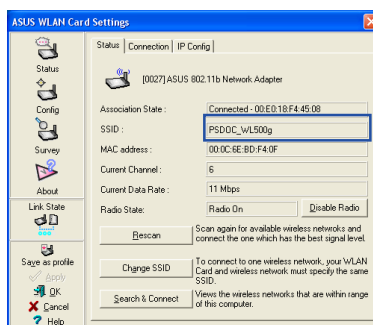 ASUS WLAN Card Settings
Status Connection IP Config
Status
[0027] ASUS 802.11b Network Adapter
Config
Association State : Connected - 00:E0:18:F4:45:08
SSID : PSDOC_WL500g
Survey
MAC address : 00:0C:6E:BD:F4:0F
Current Channel : 6
About
Current Data Rate : 11 Mbps
Link State
Radio State: Radio On Disable Radio
Rescan
Scan again for available wireless networks and
connect the one which has the best signal level.
Save as profile
Apply
Change SSID
To connect to one wireless network, your WLAN
Card and wireless network must specify the same
SSID.
OK
Cancel
Search & Connect
Views the wireless networks that are within range
of this computer.
Help